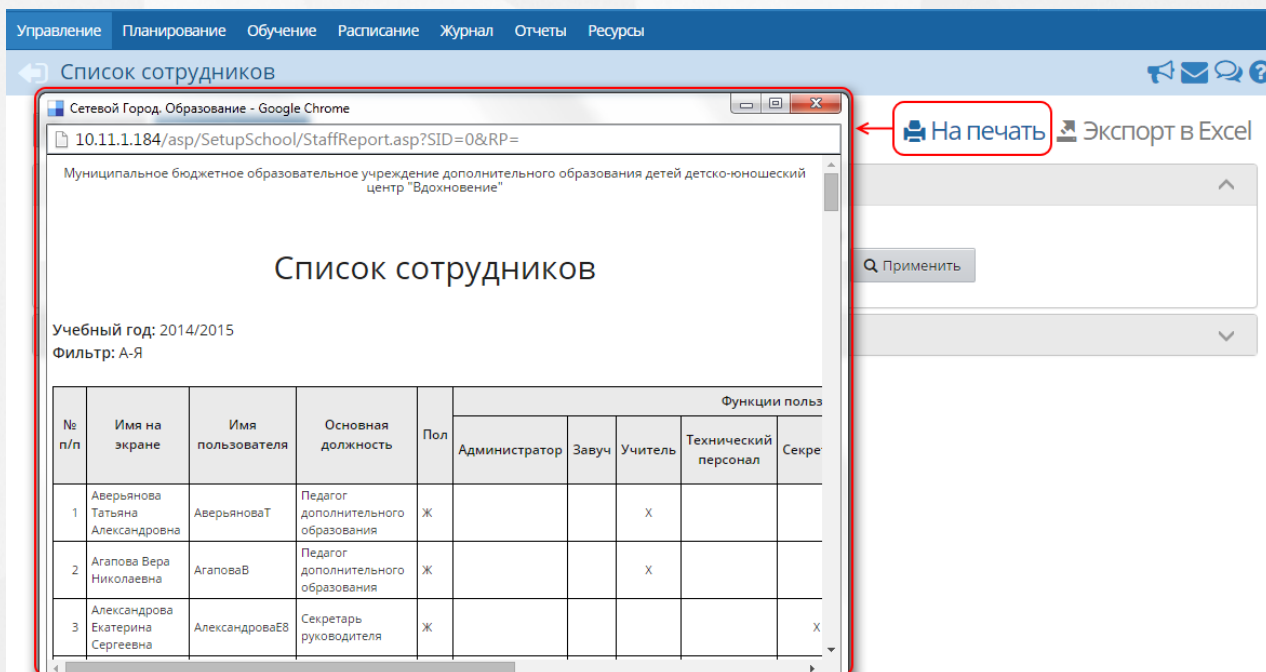 Управление Планирование Обучение Расписание Журнал Отчеты Ресурсы
Список сотрудников
Сетевой Город. Образование - Google Chrome
10.11.1.184/asp/SetupSchool/StaffReport.asp?SID=0&RP=
На печать Экспорт в Excel
Муниципальное бюджетное образовательное учреждение дополнительного образования детей детско-юношеский
центр "Вдохновение"
Применить
Список сотрудников
Учебный год: 2014/2015
Фильтр: А-Я
Функции польз
№ п/п
Имя на экране
Имя пользователя
Основная должность
Пол
Администратор
Завуч
Учитель
Технический персонал
Секре
1 Аверьянова Татьяна Александровна АверьяноваТ Педагог дополнительного образования Ж X
2 Агапова Вера Николаевна АгаповаВ Педагог дополнительного образования Ж X
3 Александрова Екатерина Сергеевна АлександроваЕ8 Секретарь руководителя Ж X